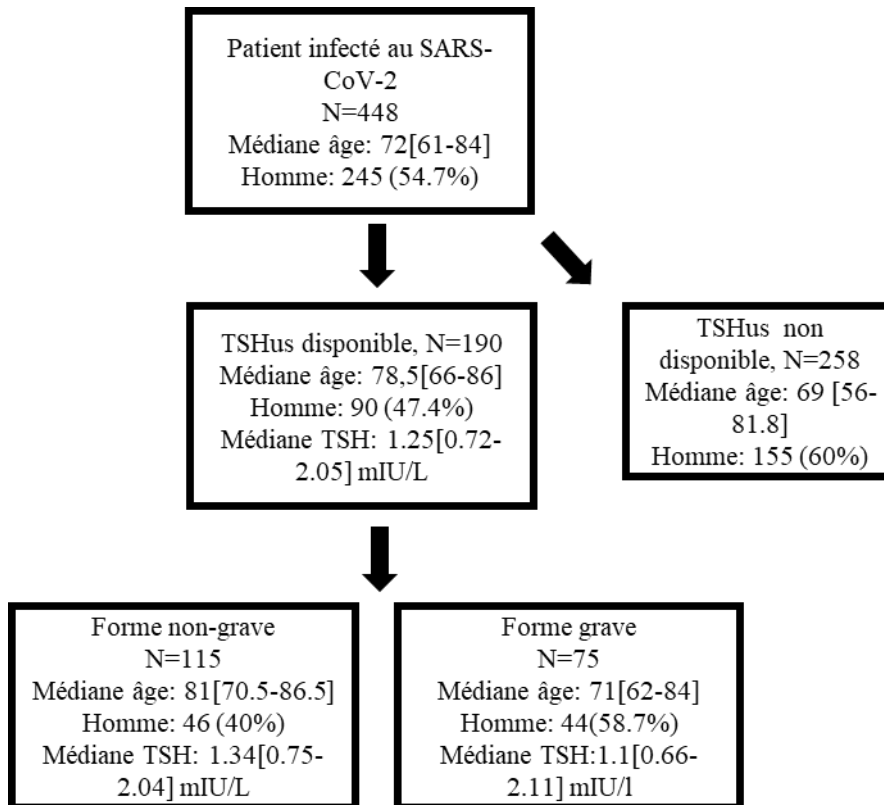 Patient infecté au SARS-
CoV-2
N=448
Médiane âge: 72[61-84]
Homme: 245 (54.7%)
TSHus disponible, N=190
Médiane âge: 78,5[66-86]
Homme: 90 (47.4%)
Médiane TSH: 1.25[0.72-
2.05] mIU/L
TSHus non
disponible, N=258
Médiane âge: 69 [56-
81.8]
Homme: 155 (60%)
Forme non-grave
N=115
Médiane âge: 81[70.5-86.5]
Homme: 46 (40%)
Médiane TSH: 1.34[0.75-
2.04] mIU/L
Forme grave
N=75
Médiane âge: 71[62-84]
Homme: 44(58.7%)
Médiane TSH:1.1[0.66-
2.11] mIU/l